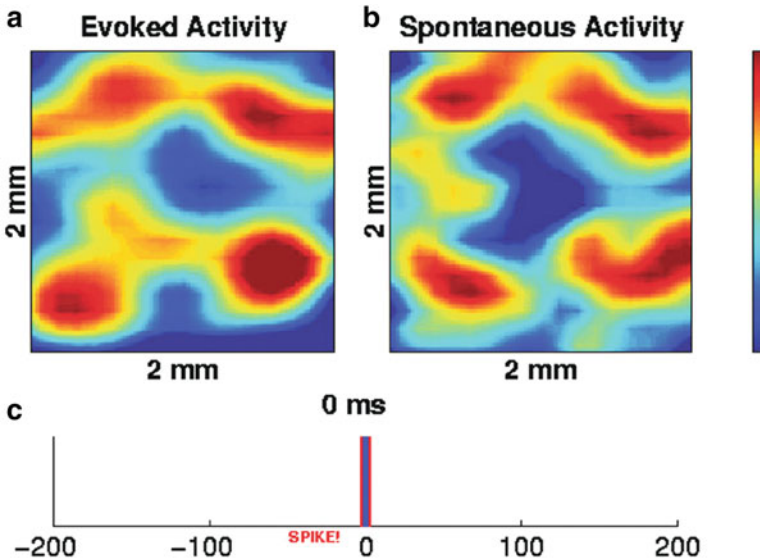 a
Evoked Activity
b
Spontaneous Activity
2 mm
2 mm
2 mm
2 mm
c
0 ms
SPIKE!
−200
−100
0
100
200